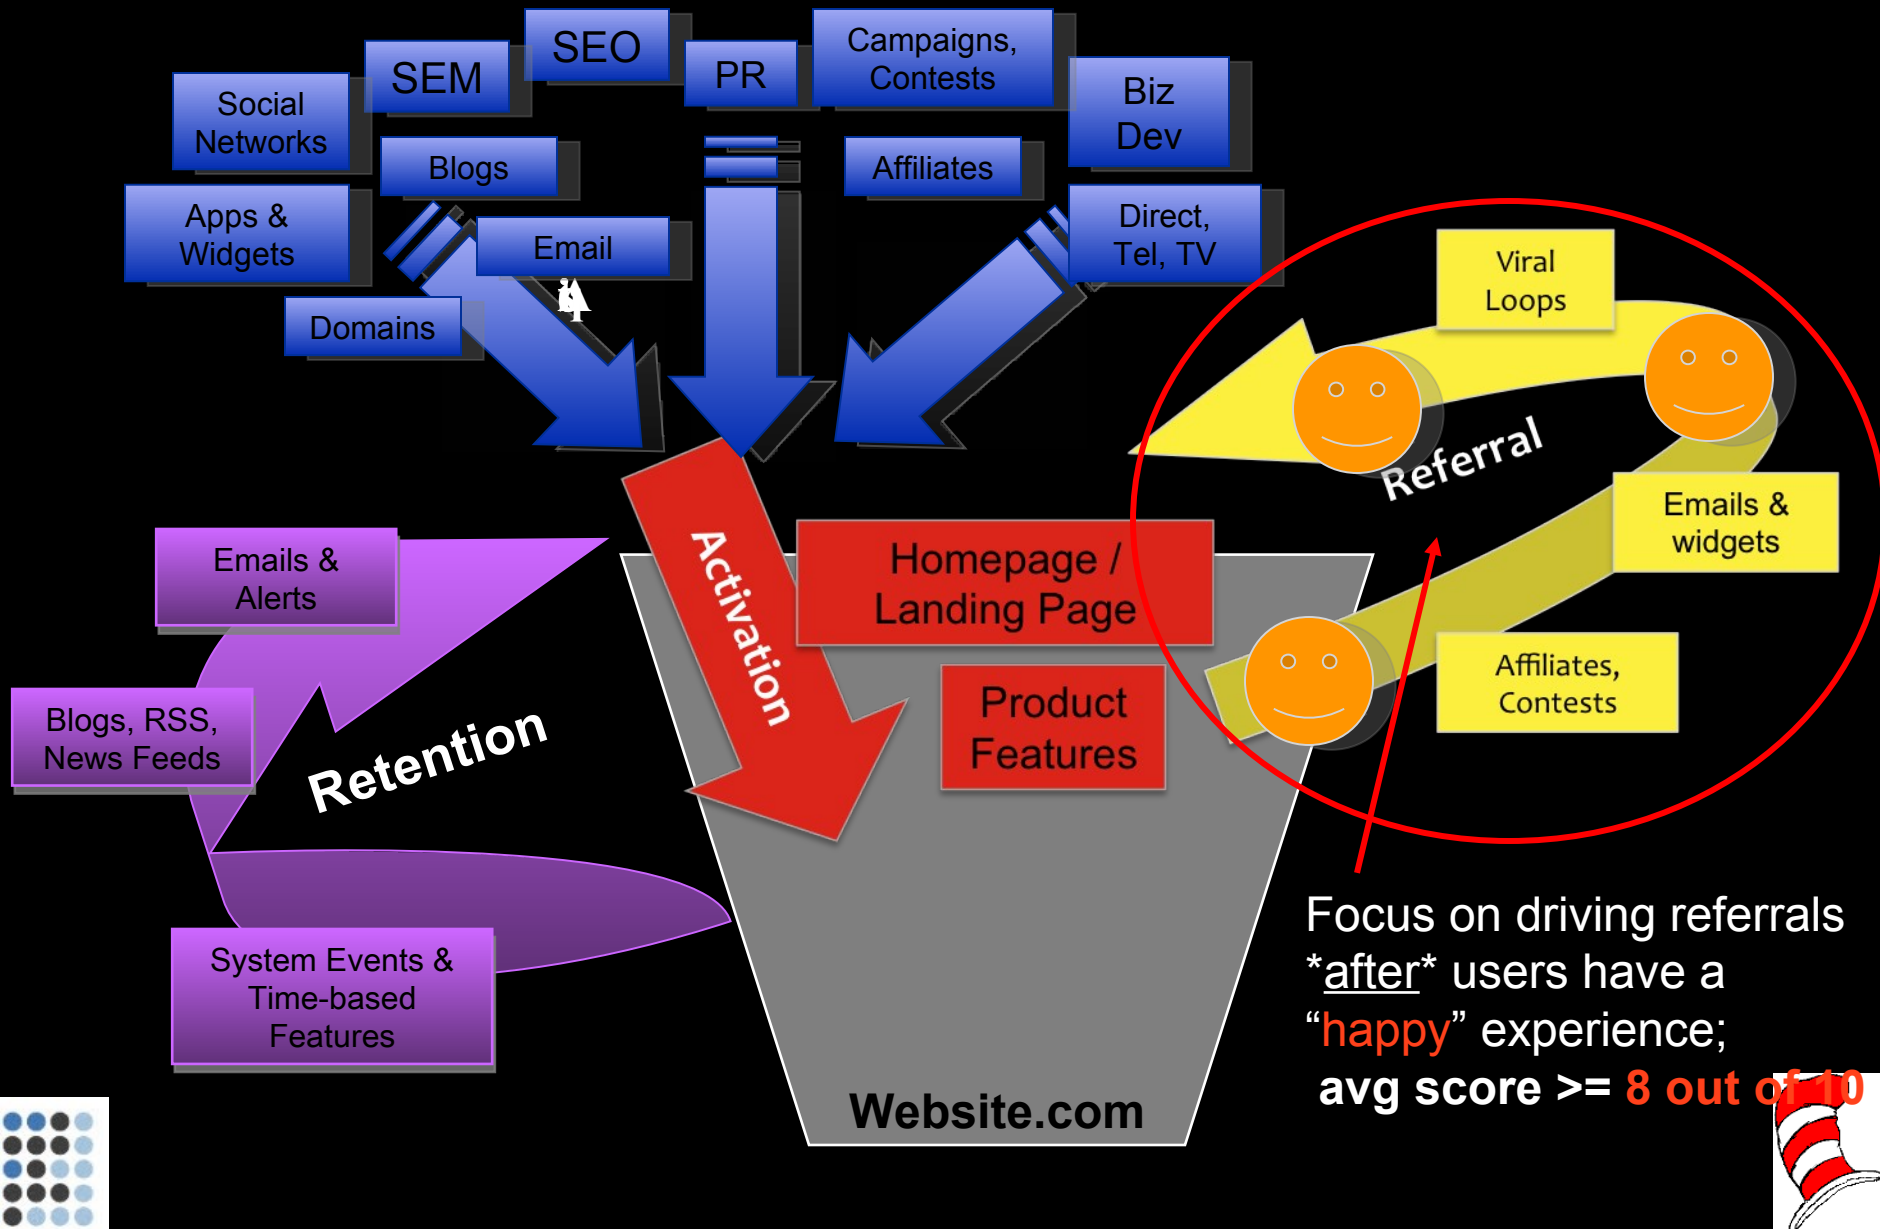 SEO
SEM
PR
Campaigns,
Contests
Biz
Dev
Social
Networks
Blogs
Affiliates
Apps &
Widgets
Email
Direct,
Tel, TV
Domains
Viral
Loops
Referral
Emails &
widgets
Affiliates,
Contests
Activation
Homepage /
Landing Page
Product
Features
Emails &
Alerts
Blogs, RSS,
News Feeds
Retention
System Events &
Time-based
Features
Website.com
Focus on driving referrals
*after* users have a
“happy” experience;
avg score >= 8 out of 10